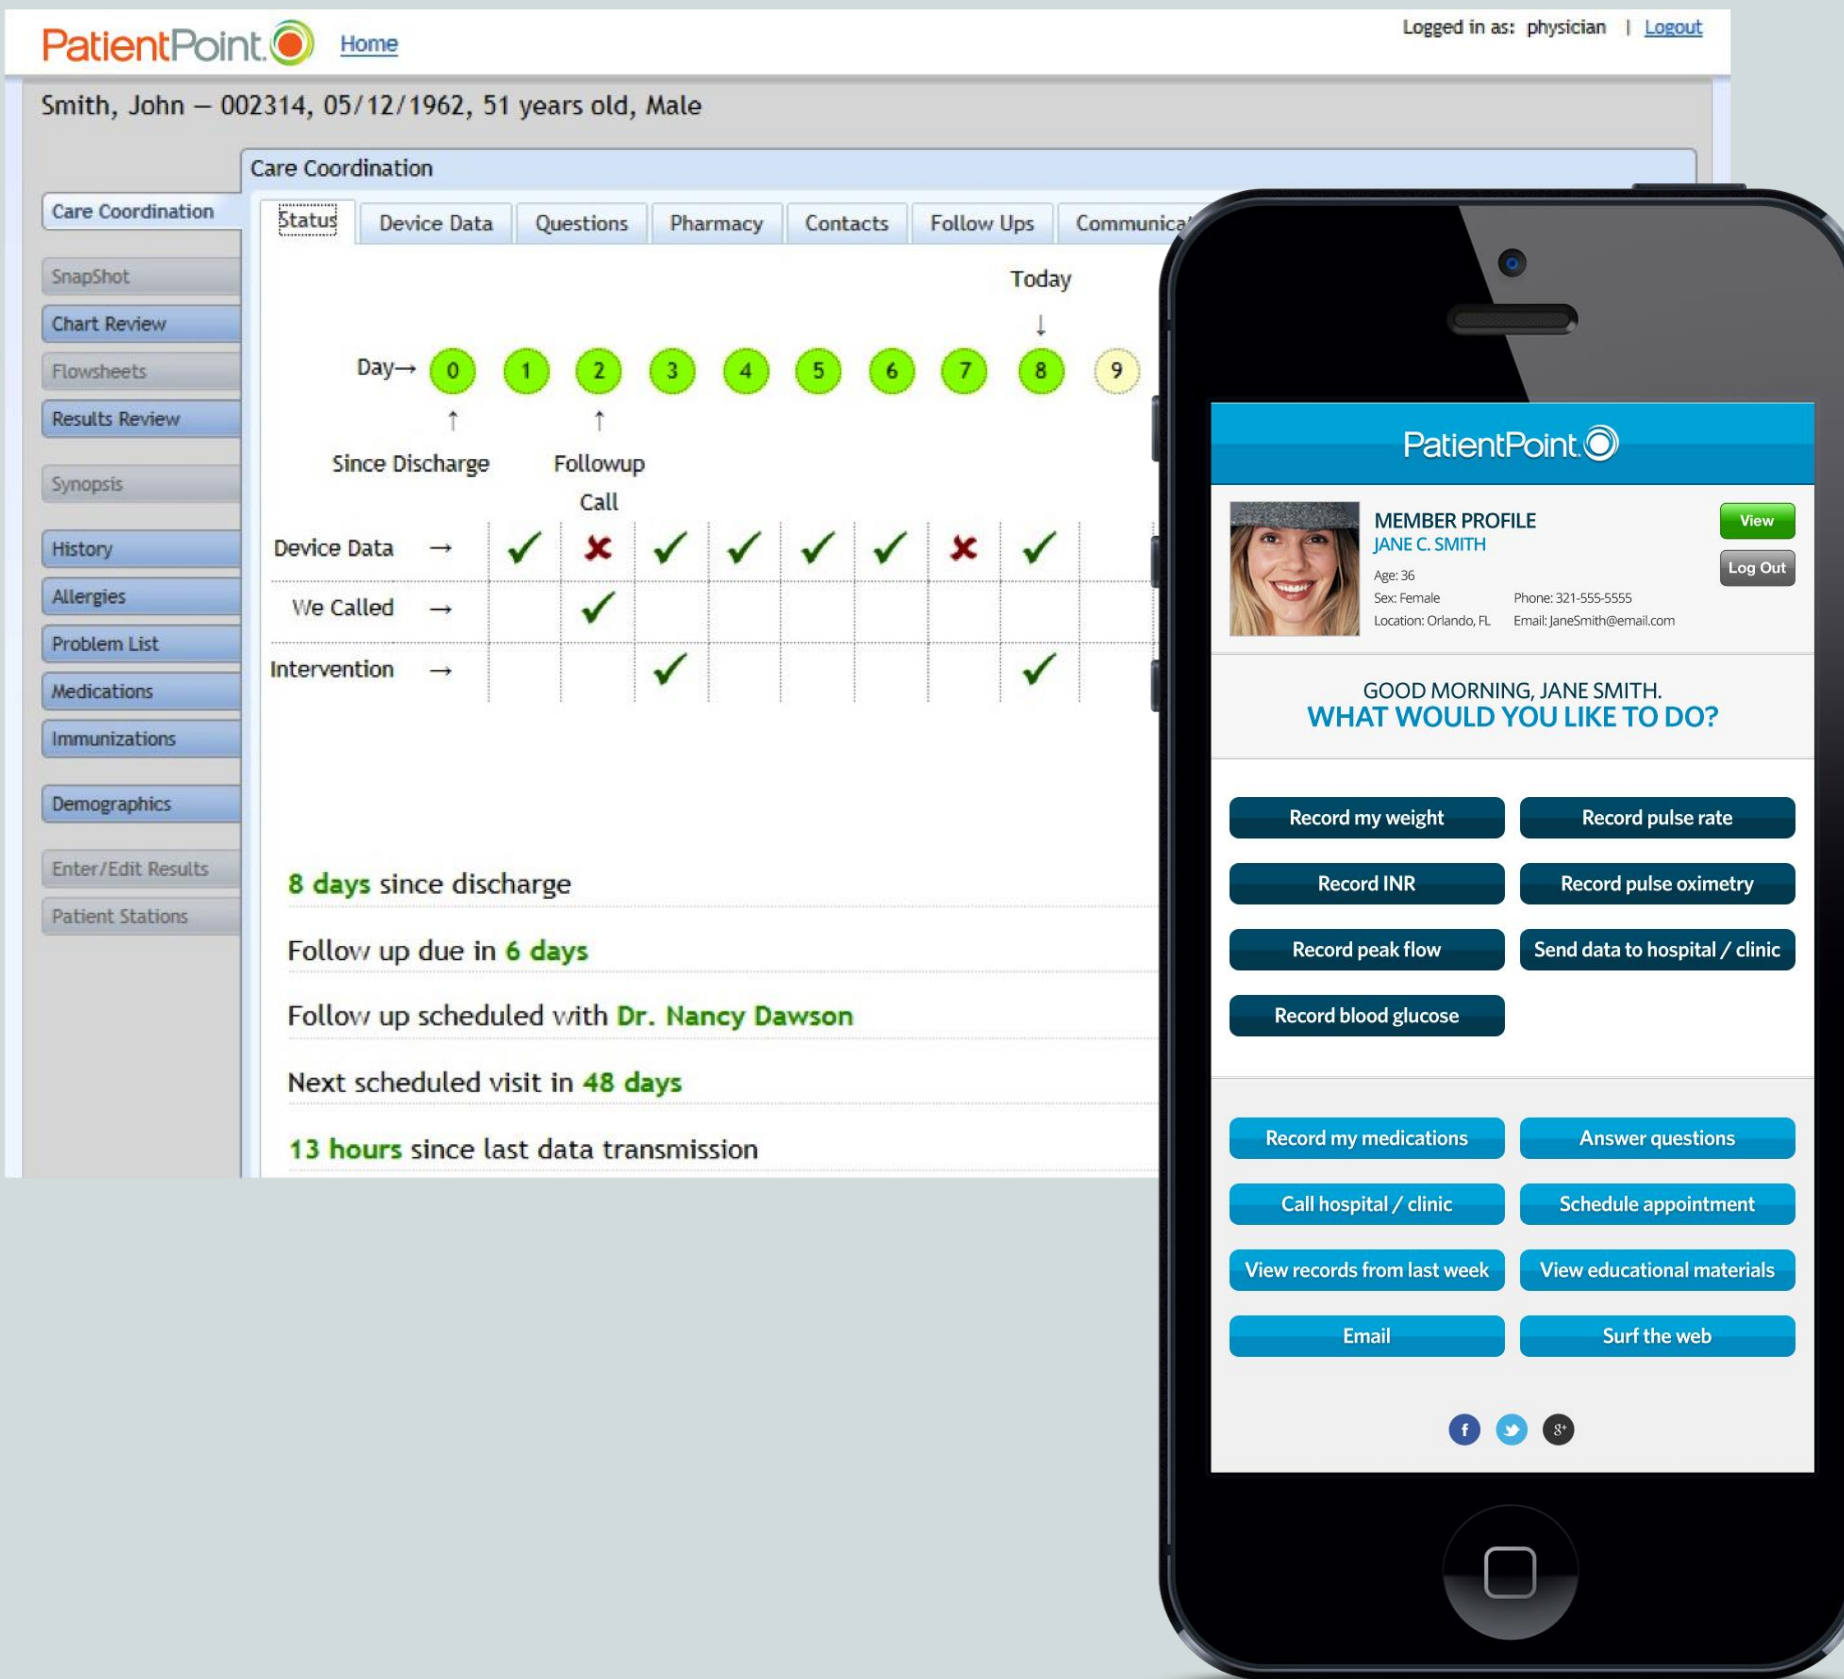 PatientPoint.
Home
Logged in as: physician | Logout
Smith, John — 002314, 05/12/1962, 51 years old, Male
Care Coordination
Care Coordination
SnapShot
Chart Review
Flowsheets
Results Review
Synopsis
History
Allergies
Problem List
Medications
Immunizations
Demographics
Enter/Edit Results
Patient Stations
Status Device Data Questions Pharmacy Contacts Follow Ups
Today
↓
Day→ 0 1 2 3 4 5 6 7 8 9
↑ ↑
Since Discharge Followup
Call
Device Data → ✓ ✘ ✓ ✓ ✓ ✓ ✘ ✓
We Called → ✓
Intervention → ✓ ✓
8 days since discharge
Follow up due in 6 days
Follow up scheduled with Dr. Nancy Dawson
Next scheduled visit in 48 days
13 hours since last data transmission
PatientPoint.
MEMBER PROFILE
JANE C. SMITH
Age: 36
Sex: Female Phone: 321-555-5555
Location: Orlando, FL Email: JaneSmith@email.com
View
Log Out
GOOD MORNING, JANE SMITH.
WHAT WOULD YOU LIKE TO DO?
Record my weight Record pulse rate
Record INR Record pulse oximetry
Record peak flow Send data to hospital / clinic
Record blood glucose
Record my medications Answer questions
Call hospital / clinic Schedule appointment
View records from last week View educational materials
Email Surf the web
f 8+